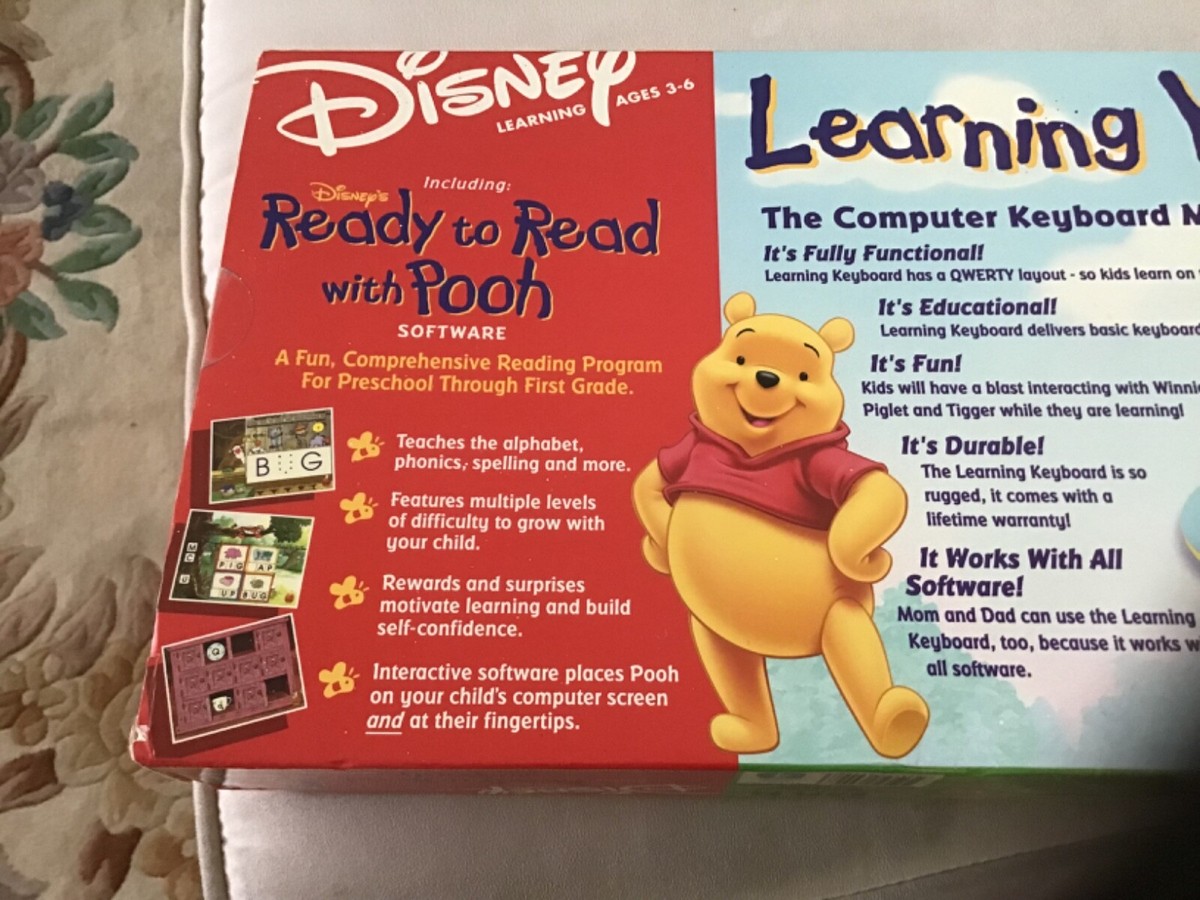 Disney
LEARNING AGES 3-6
Including:
Disney's
Ready to Read
with Pooh
SOFTWARE
A Fun, Comprehensive Reading Program
For Preschool Through First Grade.
B G
Teaches the alphabet,
phonics, spelling and more.
Features multiple levels
of difficulty to grow with
your child.
PIG AP
UP BUG
Rewards and surprises
motivate learning and build
self-confidence.
Q
Interactive software places Pooh
on your child's computer screen
and at their fingertips.
Learning
The Computer Keyboard M
It's Fully Functional!
Learning Keyboard has a QWERTY layout - so kids learn on
It's Educational!
Learning Keyboard delivers basic keyboard
It's Fun!
Kids will have a blast interacting with Winnie
Piglet and Tigger while they are learning!
It's Durable!
The Learning Keyboard is so
rugged, it comes with a
lifetime warranty!
It Works With All
Software!
Mom and Dad can use the Learning
Keyboard, too, because it works w
all software.